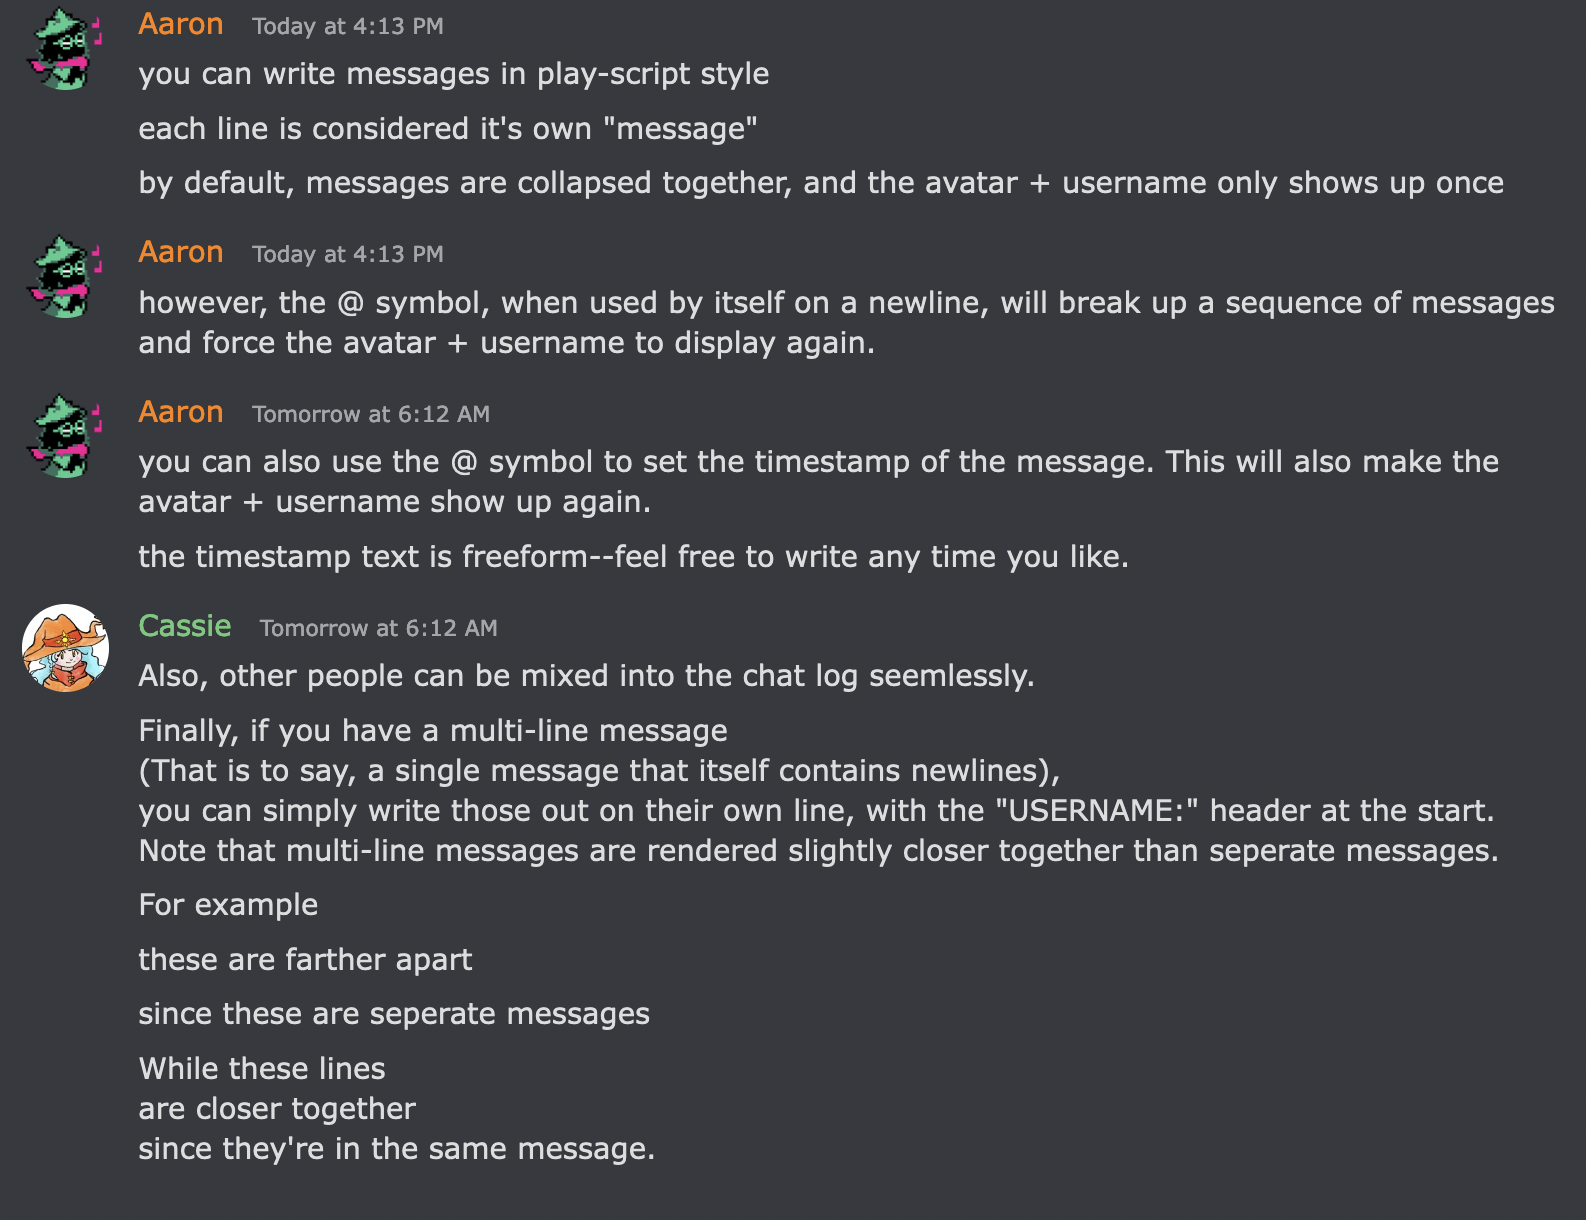 Aaron Today at 4:13 PM
you can write messages in play-script style
each line is considered it's own "message"
by default, messages are collapsed together, and the avatar + username only shows up once
Aaron Today at 4:13 PM
however, the @ symbol, when used by itself on a newline, will break up a sequence of messages
and force the avatar + username to display again.
Aaron Tomorrow at 6:12 AM
you can also use the @ symbol to set the timestamp of the message. This will also make the
avatar + username show up again.
the timestamp text is freeform--feel free to write any time you like.
Cassie Tomorrow at 6:12 AM
Also, other people can be mixed into the chat log seemlessly.
Finally, if you have a multi-line message
(That is to say, a single message that itself contains newlines),
you can simply write those out on their own line, with the "USERNAME:" header at the start.
Note that multi-line messages are rendered slightly closer together than seperate messages.
For example
these are farther apart
since these are seperate messages
While these lines
are closer together
since they're in the same message.